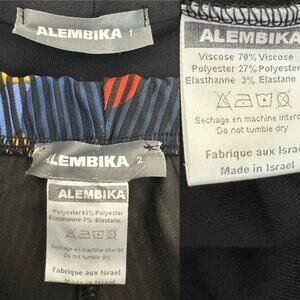 ALEMBIKA 1
ALEMBIKA 2
ALEMBIKA
Polyester 93% Polyester
Elasthanne 7% Elastane
Sechage en machine interdit
Do not tumble dry
Fabrique aux Israel
Made in Israel
ALEMBIKA
Viscose 70% Viscose
Polyester 27% Polyester
Elasthanne 3% Elastane
Sechage en machine interdit
Do not tumble dry
Fabrique aux Israe
Made in Israel